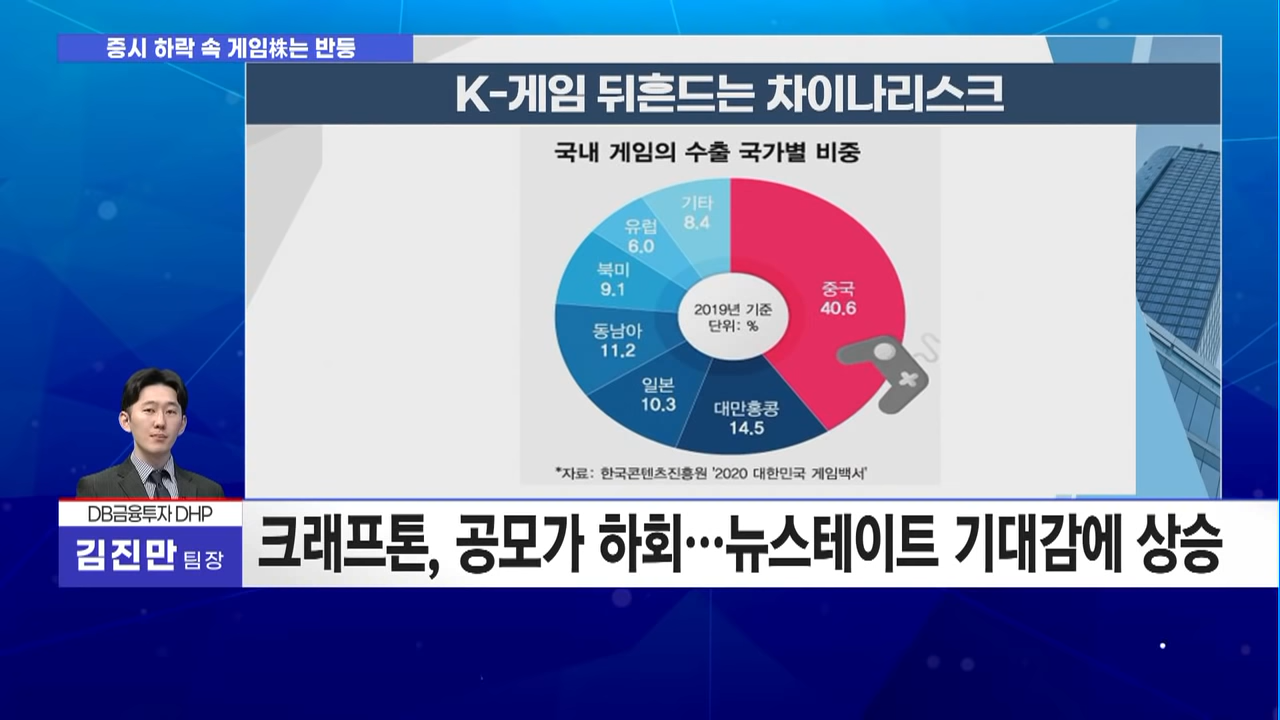 증시 하락 속 게임株는 반등
K-게임 뒤흔드는 차이나리스크
국내 게임의 수출 국가별 비중
기타
8.4
유럽
6.0
북미
9.1
동남아
11.2
일본
10.3
대만홍콩
14.5
중국
40.6
2019년 기준
단위: %
*자료: 한국콘텐츠진흥원 '2020 대한민국 게임백서'
DB금융투자 DHP
김진만 팀장
크래프톤, 공모가 하회…뉴스테이트 기대감에 상승